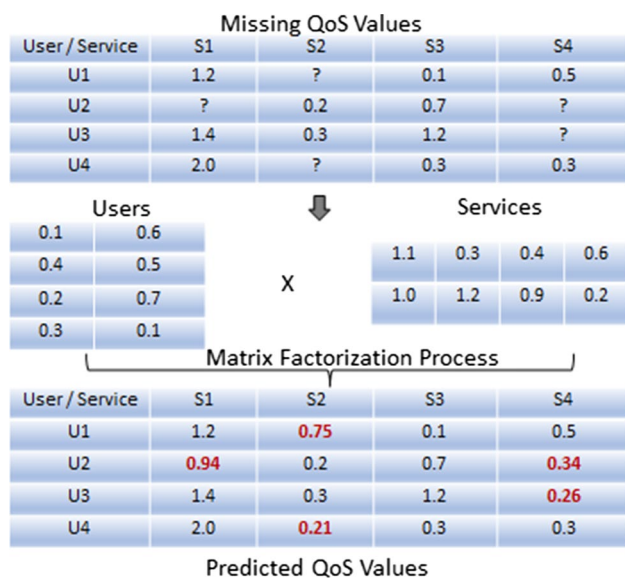 Missing QoS Values
User / Service S1 S2 S3 S4
U1 1.2 ? 0.1 0.5
U2 ? 0.2 0.7 ?
U3 1.4 0.3 1.2 ?
U4 2.0 ? 0.3 0.3
Users Services
0.1 0.6
0.4 0.5
0.2 0.7
0.3 0.1
X
1.1 0.3 0.4 0.6
1.0 1.2 0.9 0.2
Matrix Factorization Process
User / Service S1 S2 S3 S4
U1 1.2 0.75 0.1 0.5
U2 0.94 0.2 0.7 0.34
U3 1.4 0.3 1.2 0.26
U4 2.0 0.21 0.3 0.3
Predicted QoS Values